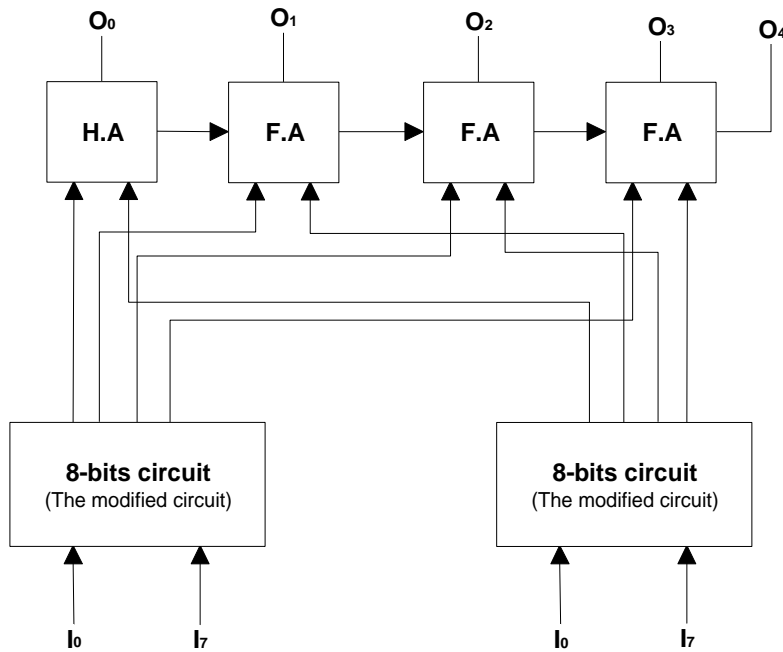 O0 O1 O2 O3 O4
H.A F.A F.A F.A
8-bits circuit
(The modified circuit)
8-bits circuit
(The modified circuit)
I0 I7 I0 I7